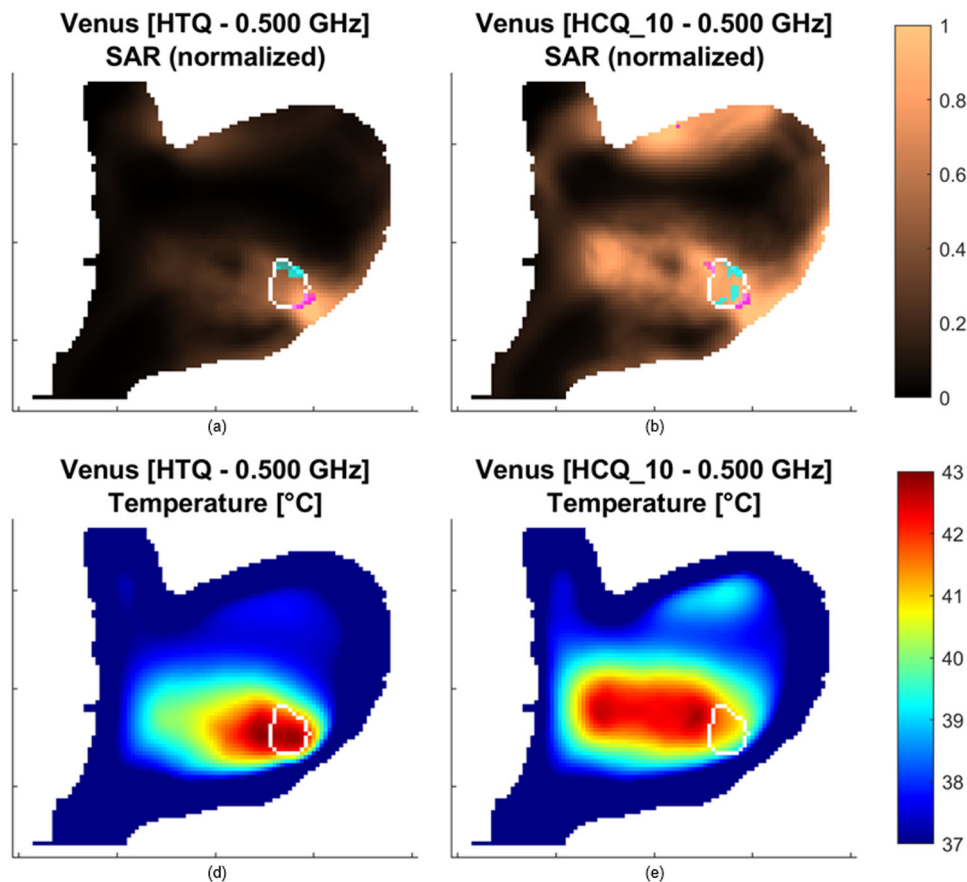 Venus [HTQ - 0.500 GHz]
SAR (normalized)
Venus [HCQ_10 - 0.500 GHz]
SAR (normalized)
1
0.8
0.6
0.4
0.2
0
(a)
(b)
Venus [HTQ - 0.500 GHz]
Temperature [°C]
Venus [HCQ_10 - 0.500 GHz]
Temperature [°C]
43
42
41
40
39
38
37
(d)
(e)